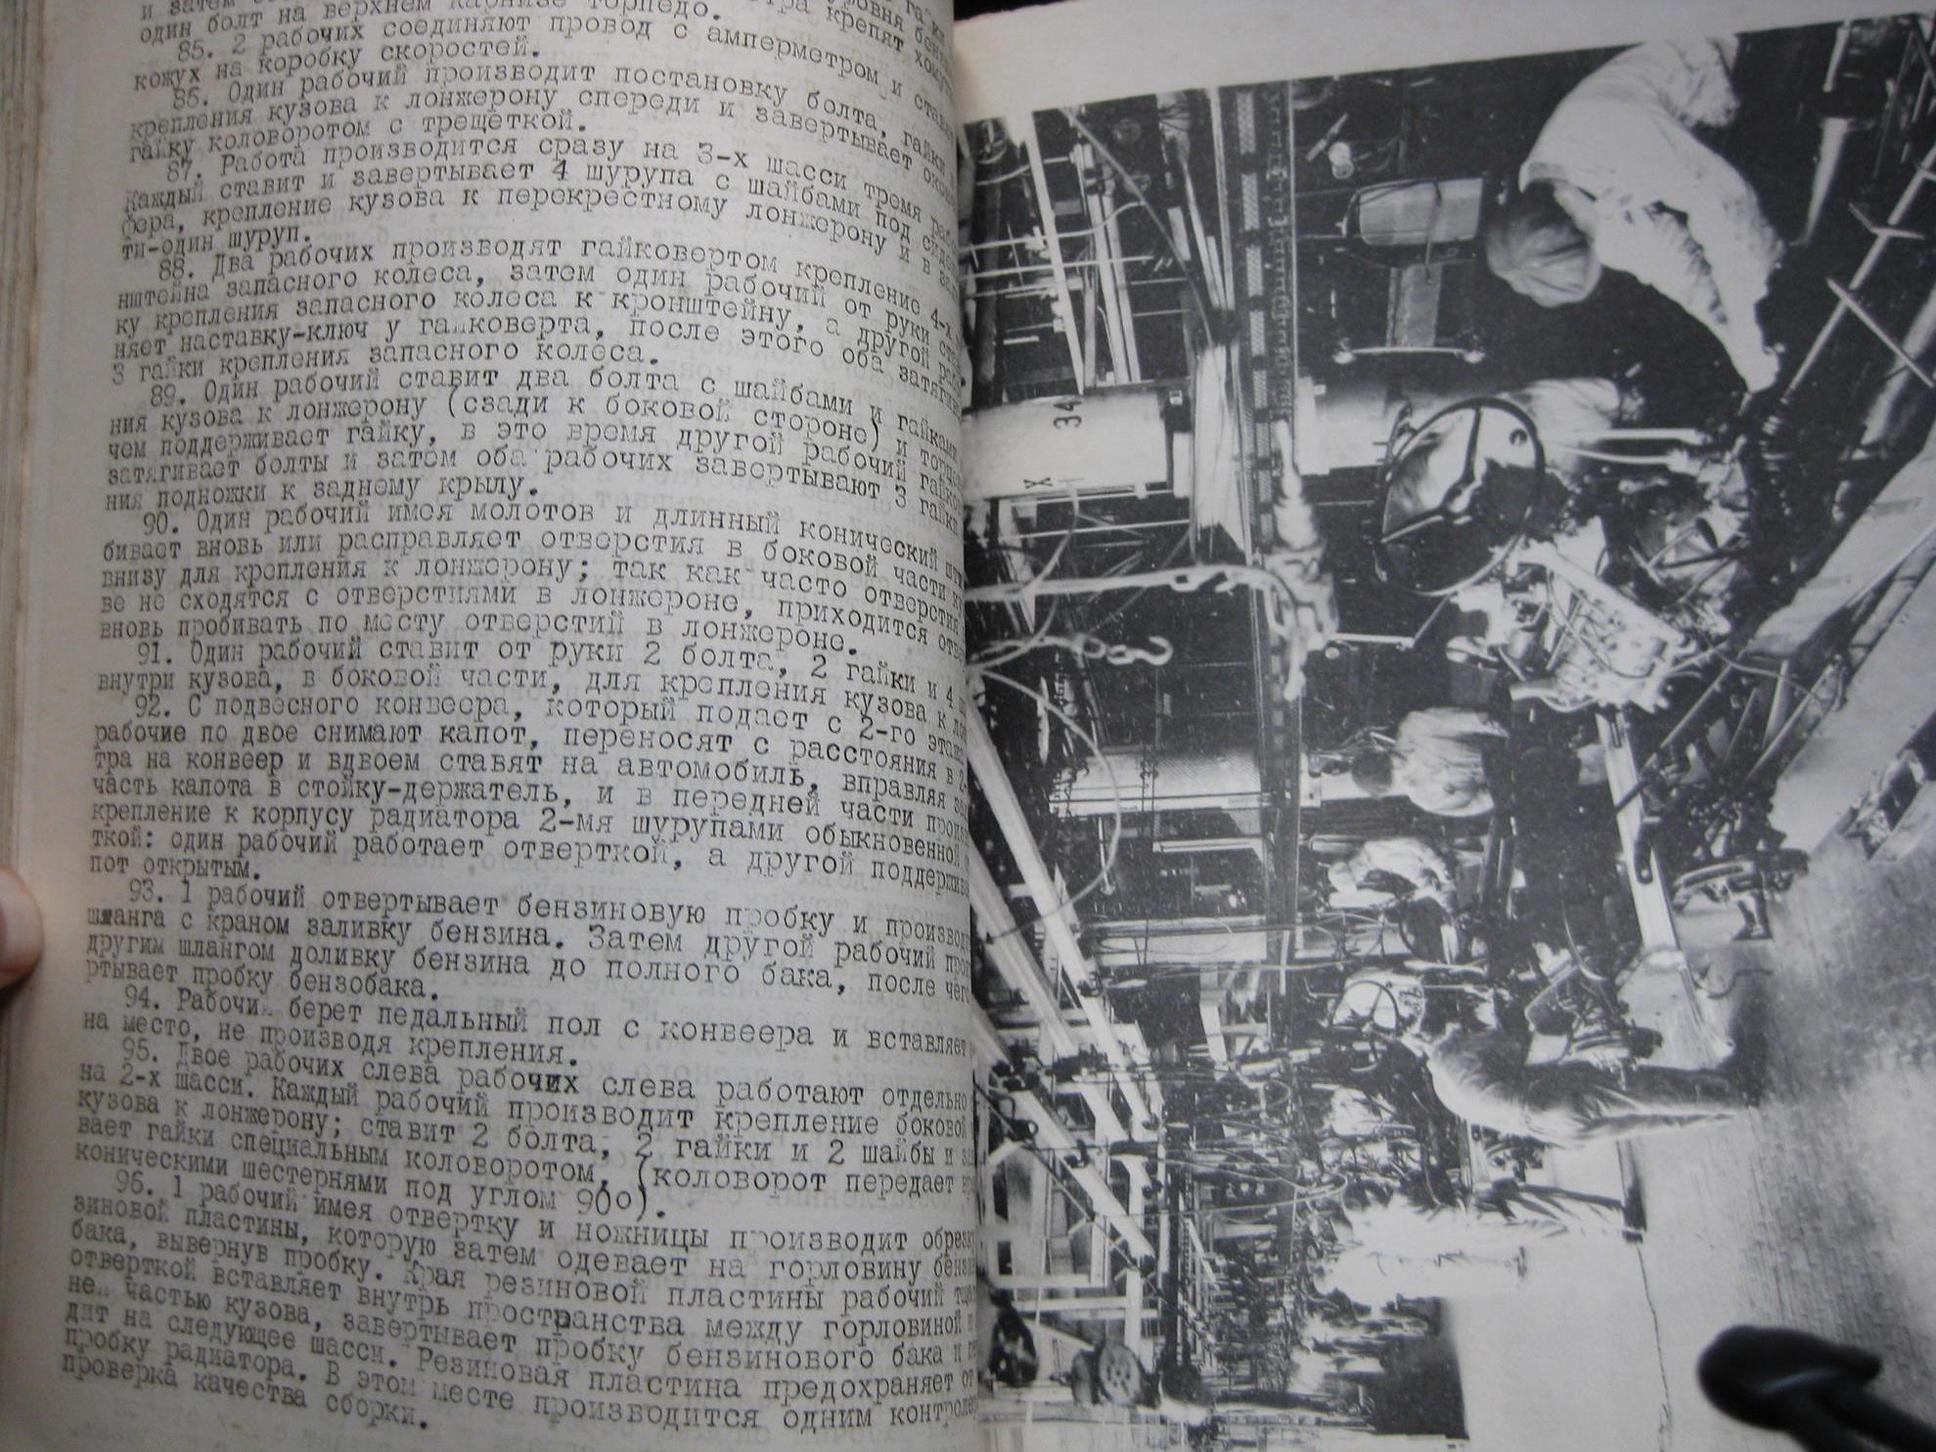 и затем
один болт на верхнем карнизе торпедо.
85. 2 рабочих соединяют провод с амперметром и
кожух на коробку скоростей.
86. Один рабочий производит постановку болта, гайки
крепления кузова к лонжерону спереди и завертывает
гайку коловоротом с трещеткой.
87. Работа производится сразу на 3-х шасси тремя
Каждый ставит и завертывает 4 шурупа с шайбами под
фера, крепление кузова к перекрестному лонжерону и в
ти-один шуруп.
88. Два рабочих производят гайковертом крепление 4-х
нштейна запасного колеса, затем один рабочий от руки
ку крепления запасного колеса к кронштейну, а другой
няет наставку-ключ у гайковерта, после этого оба
3 гайки крепления запасного колеса.
89. Один рабочий ставит два болта с шайбами и гайками
ния кузова к лонжерону (сзади к боковой стороне) и
чем поддерживает гайку, в это время другой рабочий
затягивает болты и затем оба рабочих завертывают 3 гайки
ния подножки к заднему крылу.
90. Один рабочий имея молотов и длинный конический
бивает вновь или расправляет отверстия в боковой части
внизу для крепления к лонжерону; так как часто
ве не сходятся с отверстиями в лонжероне, приходится
вновь пробивать по месту отверстий в лонжероне.
91. Один рабочий ставит от руки 2 болта, 2 гайки и 4
внутри кузова, в боковой части, для крепления кузова к
92. С подвесного конвеера, который подает с 2-го
рабочие по двое снимают капот, переносят с расстояния в
тра на конвеер и вдвоем ставят на автомобиль, вправляя
часть капота в стойку-держатель, и в передней части
крепление к корпусу радиатора 2-мя шурупами обыкновенной
ткой: один рабочий работает отверткой, а другой
пот открытым.
93. 1 рабочий отвертывает бензиновую пробку и
шланга с краном заливку бензина. Затем другой рабочий
другим шлангом доливку бензина до полного бака, после чего
ртывает пробку бензобака.
94. Рабочий берет педальный пол с конвеера и вставляет
на место, не производя крепления.
95. Двое рабочих слева рабочих слева работают отдельно
на 2-х шасси. Каждый рабочий производит крепление боковой
кузова к лонжерону; ставит 2 болта, 2 гайки и 2 шайбы и
вает гайки специальным коловоротом, (коловорот передает
коническими шестернями под углом 90о).
96. 1 рабочий имея отвертку и ножницы производит
зиновой пластины, которую затем одевает на горловину
бака, вывернув пробку. Края резиновой пластины рабочий
отверткой вставляет внутрь пространства между горловиной
ней частью кузова, завертывает пробку бензинового бака и
дит на следующее шасси. Резиновая пластина предохраняет от
пробку радиатора. В этом месте производится одним
проверка качества сборки.
34
X